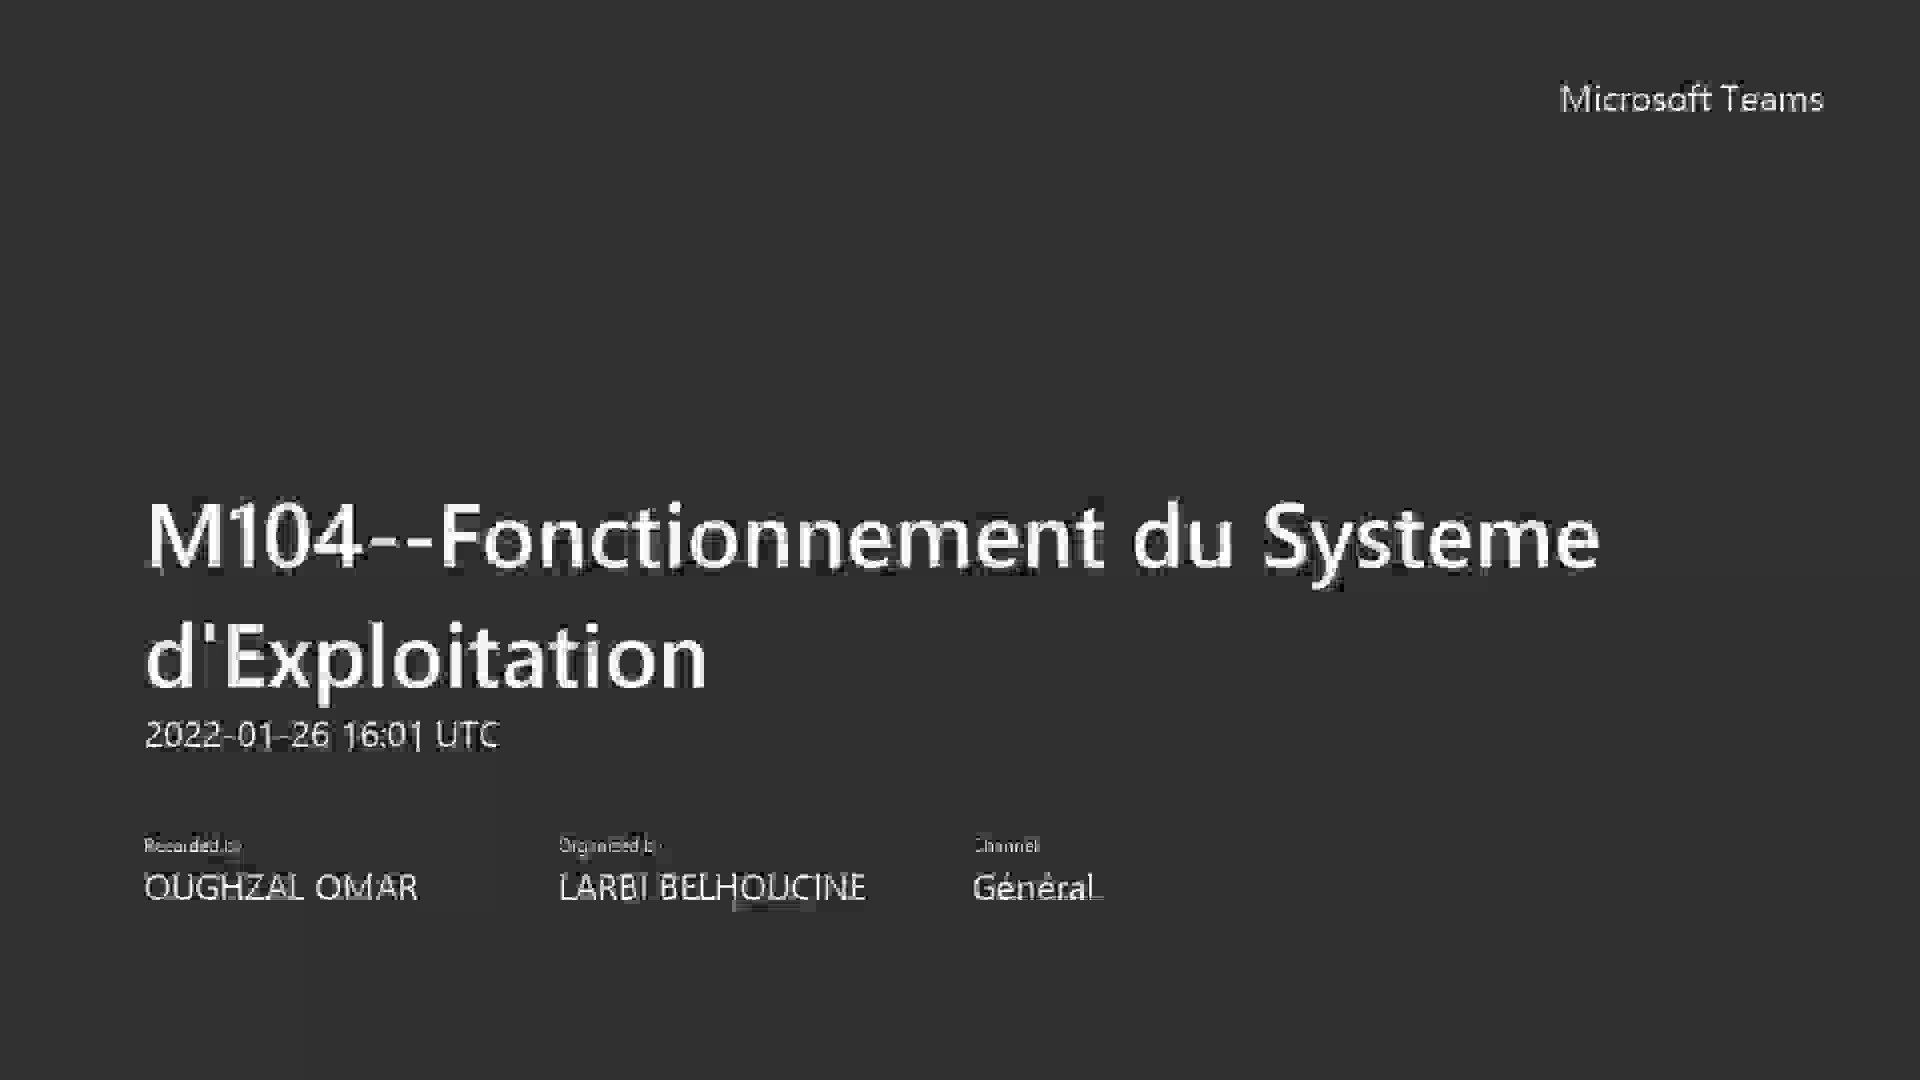 Microsoft Teams
M104--Fonctionnement du Systeme
d'Exploitation
2022-01-26 16:01 UTC
Recorded by
Organized by
Channel
OUGHZAL OMAR
LARBI BELHOUCINE
Général